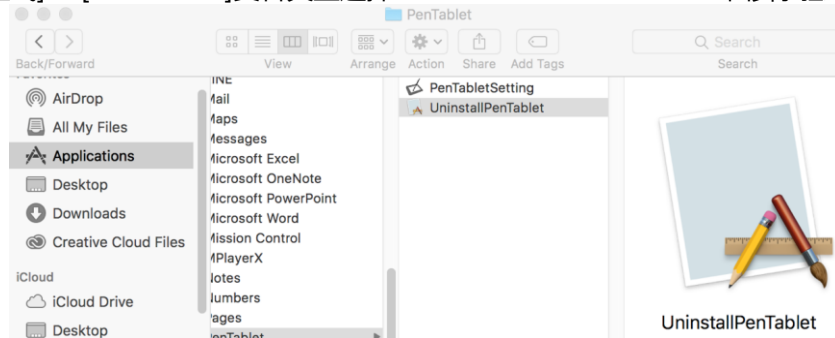 PenTablet
Back/Forward
View
Arrange
Action
Share
Add Tags
Search
Search
AirDrop
All My Files
Applications
Desktop
Downloads
Creative Cloud Files
iCloud
iCloud Drive
Desktop
Mail
Maps
Messages
Microsoft Excel
Microsoft OneNote
Microsoft PowerPoint
Microsoft Word
Mission Control
MPlayerX
Notes
Numbers
Pages
PenTablet
PenTabletSetting
UninstallPenTablet
UninstallPenTablet